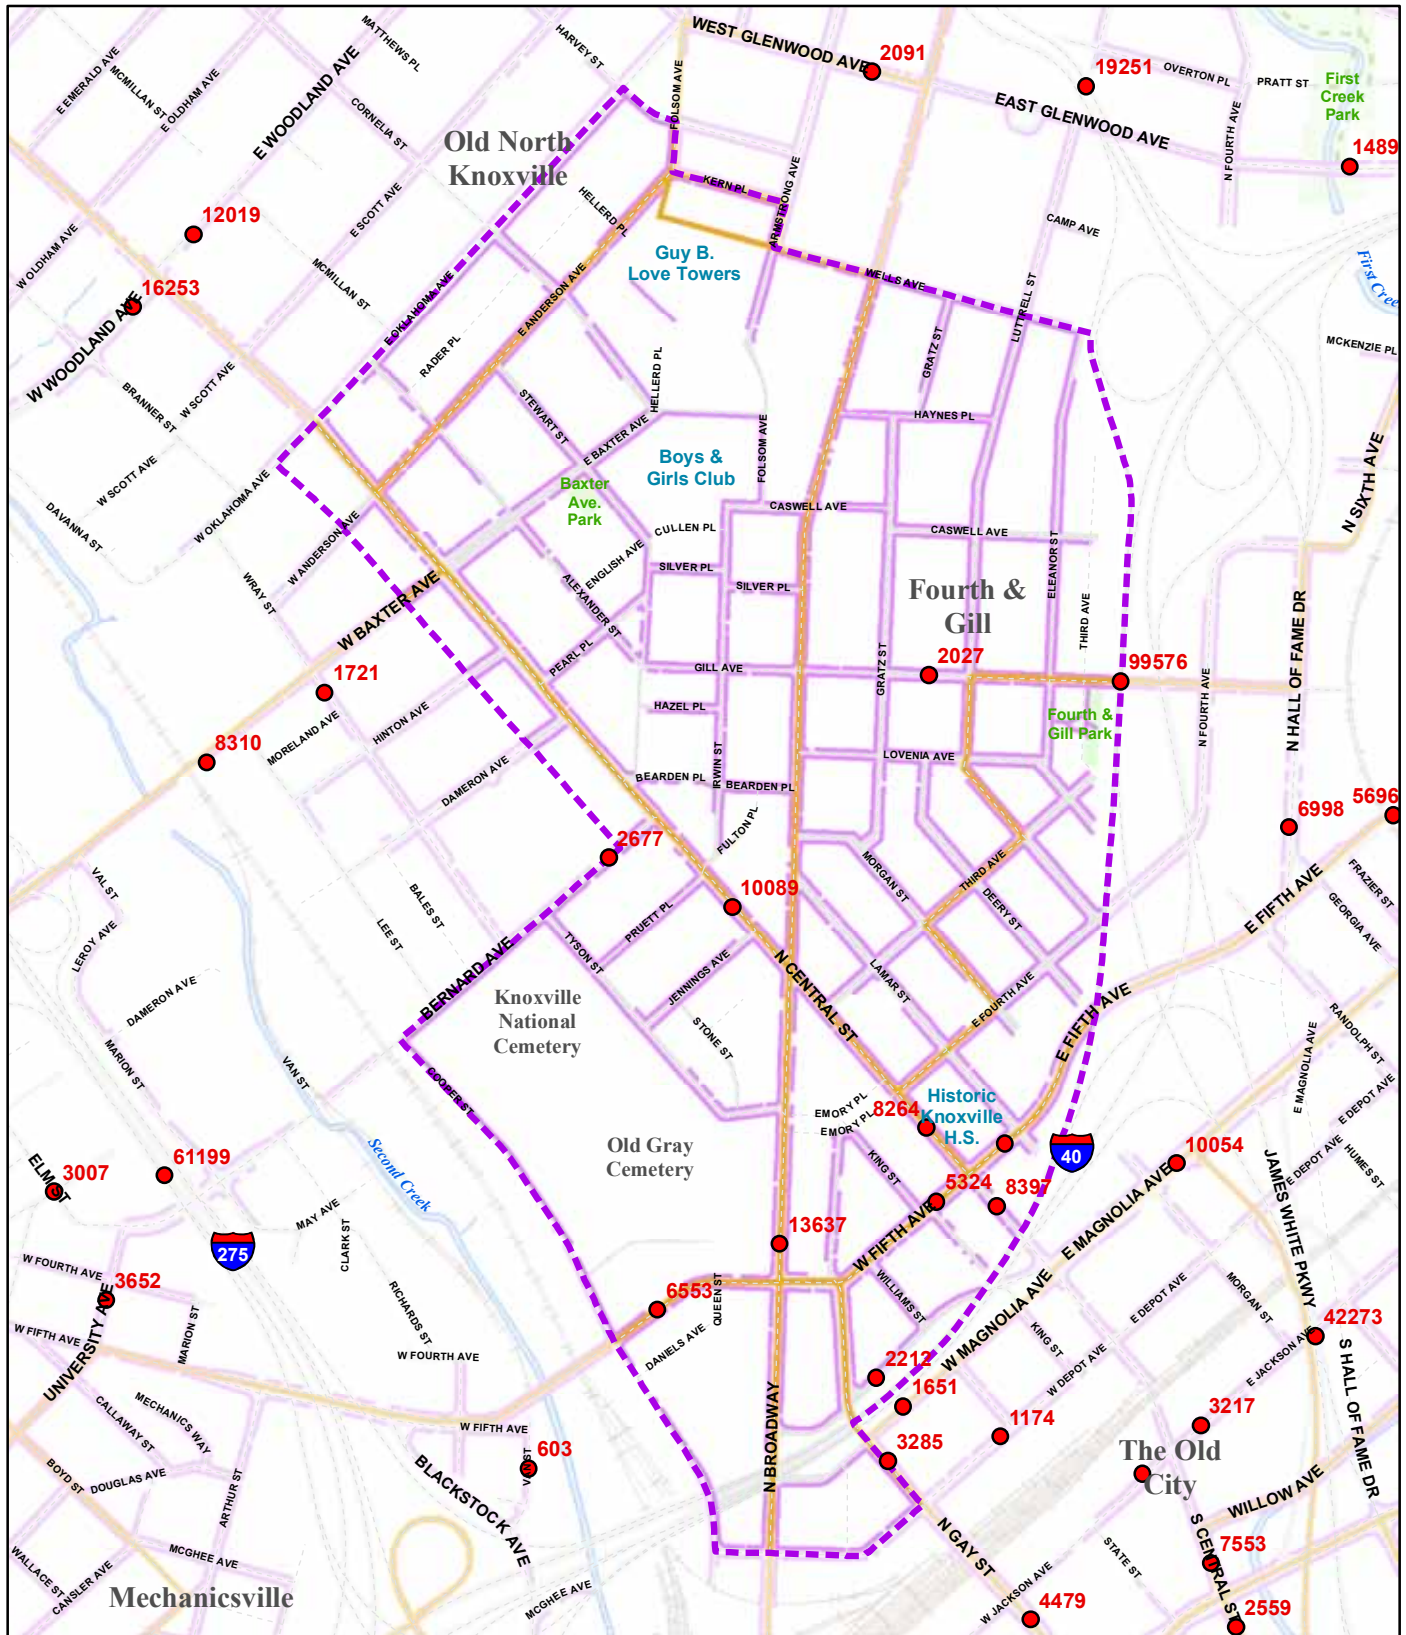 WEST GLENWOOD AVE
2091
19251
OVERTON PL
PRATT ST
First
Creek
Park
1489
EAST GLENWOOD AVE
N FOURTH AVE
MATTHEWS PL
HARVEY ST
FOLSOM AVE
E EMERALD AVE
MCMILLAN ST
E OLDHAM AVE
E WOODLAND AVE
CORNELIA ST
Old North
Knoxville
KERN PL
ARMSTRONG AVE
HELLERD PL
E SCOTT AVE
12019
W OLDHAM AVE
MCMILLAN ST
CAMP AVE
Guy B.
Love Towers
WELLS AVE
LUTTRELL ST
First Cree
16253
E OKLAHOMA AVE
E ANDERSON AVE
W WOODLAND AVE
RADER PL
GRATZ ST
MCKENZIE PL
HELLERD PL
BRANNER ST
W SCOTT AVE
STEWART ST
HAYNES PL
E BAXTER AVE
FOLSOM AVE
Boys &
Girls Club
N SIXTH AVE
W SCOTT AVE
W OKLAHOMA AVE
Baxter
Ave.
Park
DAVANNA ST
W ANDERSON AVE
CULLEN PL
CASWELL AVE
CASWELL AVE
ELEANOR ST
ENGLISH AVE
SILVER PL
SILVER PL
WRAY ST
W BAXTER AVE
ALEXANDER ST
Fourth &
Gill
THIRD AVE
N HALL OF FAME DR
PEARL PL
GILL AVE
GRATZ ST
2027
99576
1721
HAZEL PL
Fourth &
Gill Park
N FOURTH AVE
MORELAND AVE
HINTON AVE
8310
DAMERON AVE
BEARDEN PL
IRWIN ST
BEARDEN PL
LOVENIA AVE
FULTON PL
6998
5696
2677
MORGAN ST
THIRD AVE
DEERY ST
VAL ST
BALES ST
LEE ST
10089
PRUETT PL
TYSON ST
FRAZIER ST
GEORGIA AVE
E FIFTH AVE
LEROY AVE
BERNARD AVE
JENNINGS AVE
N CENTRAL ST
LAMAR ST
E FOURTH AVE
DAMERON AVE
Knoxville
National
Cemetery
STONE ST
E FIFTH AVE
RANDOLPH ST
E MAGNOLIA AVE
MARION ST
VAN ST
COOPER ST
EMORY PL
EMORY PL
8264
Historic
Knoxville
H.S.
E DEPOT AVE
Old Gray
Cemetery
40
10054
E DEPOT AVE
HUMES ST
JAMES WHITE PKWY
ELM ST
3007
61199
Second Creek
KING ST
5324
8397
MAY AVE
CLARK ST
275
13637
W FIFTH AVE
E MAGNOLIA AVE
W FOURTH AVE
3652
6553
QUEEN ST
WILLIAMS ST
E DEPOT AVE
MORGAN ST
RICHARDS ST
MARION ST
W FIFTH AVE
UNIVERSITY AVE
W FOURTH AVE
DANIELS AVE
KING ST
W DEPOT AVE
42273
E JACKSON AVE
S HALL OF FAME DR
W MAGNOLIA AVE
2212
1651
MECHANICS WAY
CALLAWAY ST
W FIFTH AVE
N BROADWAY
1174
3217
3285
The Old
City
603
VAN ST
BOYD ST
DOUGLAS AVE
ARTHUR ST
BLACKSTOCK AVE
WILLOW AVE
S CENTRAL ST
MCGHEE AVE
N GAY ST
STATE ST
7553
WALLACE ST
CANSLER AVE
Mechanicsville
MCGHEE AVE
W JACKSON AVE
4479
2559